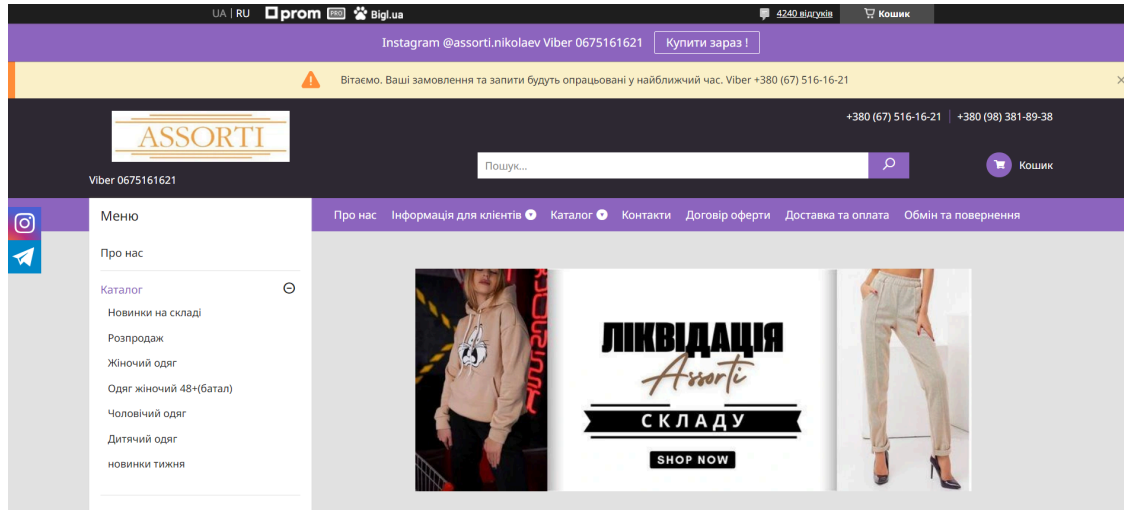 UA | RU prom PRO Bigl.ua 4240 відгуків Кошик
Instagram @assorti.nikolaev Viber 0675161621 Купити зараз !
Вітаємо. Ваші замовлення та запити будуть опрацьовані у найближчий час. Viber +380 (67) 516-16-21
+380 (67) 516-16-21 +380 (98) 381-89-38
ASSORTI
Пошук...
Кошик
Viber 0675161621
Меню
Про нас Інформація для клієнтів Каталог Контакти Договір оферти Доставка та оплата Обмін та повернення
Про нас
Каталог
Новинки на складі
Розпродаж
Жіночий одяг
Одяг жіночий 48+(батал)
Чоловічий одяг
Дитячий одяг
новинки тижня
ЛІКВІДАЦІЯ
Assorti
СКЛАДУ
SHOP NOW